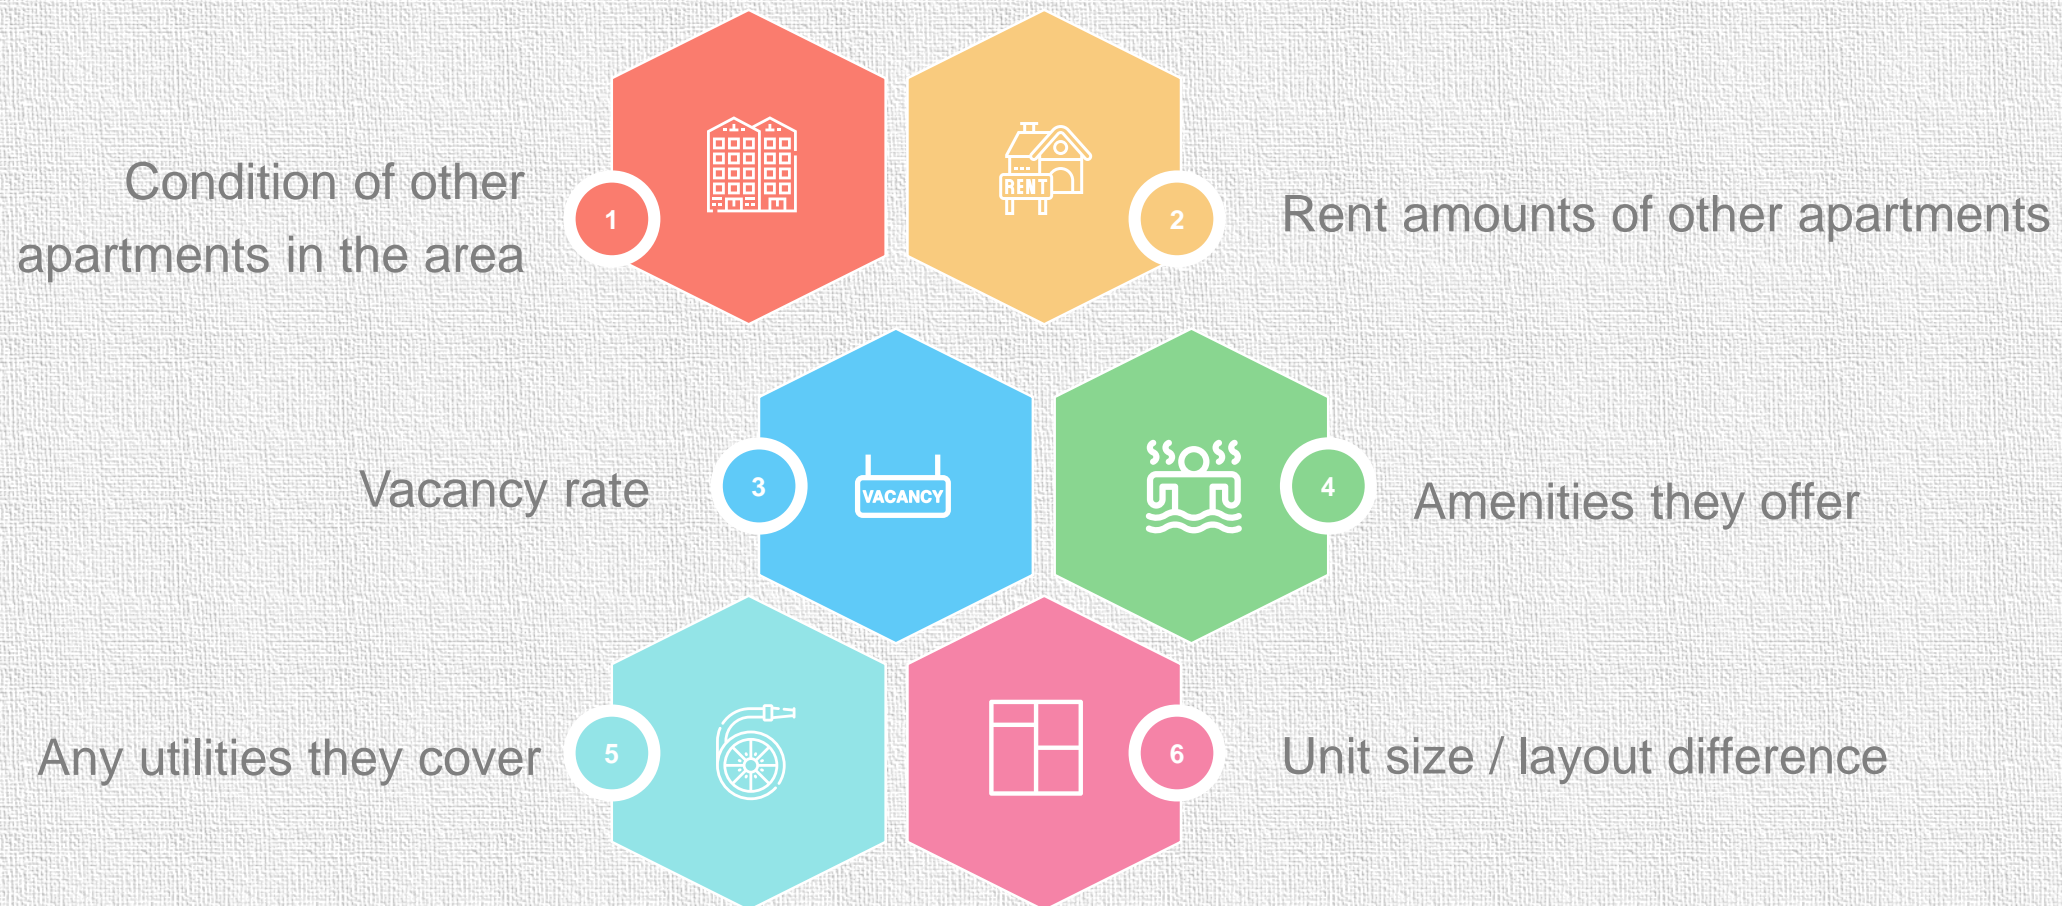 Condition of other
apartments in the area
1
RENT
2
Rent amounts of other apartments
Vacancy rate
3
VACANCY
4
Amenities they offer
Any utilities they cover
5
6
Unit size / layout difference